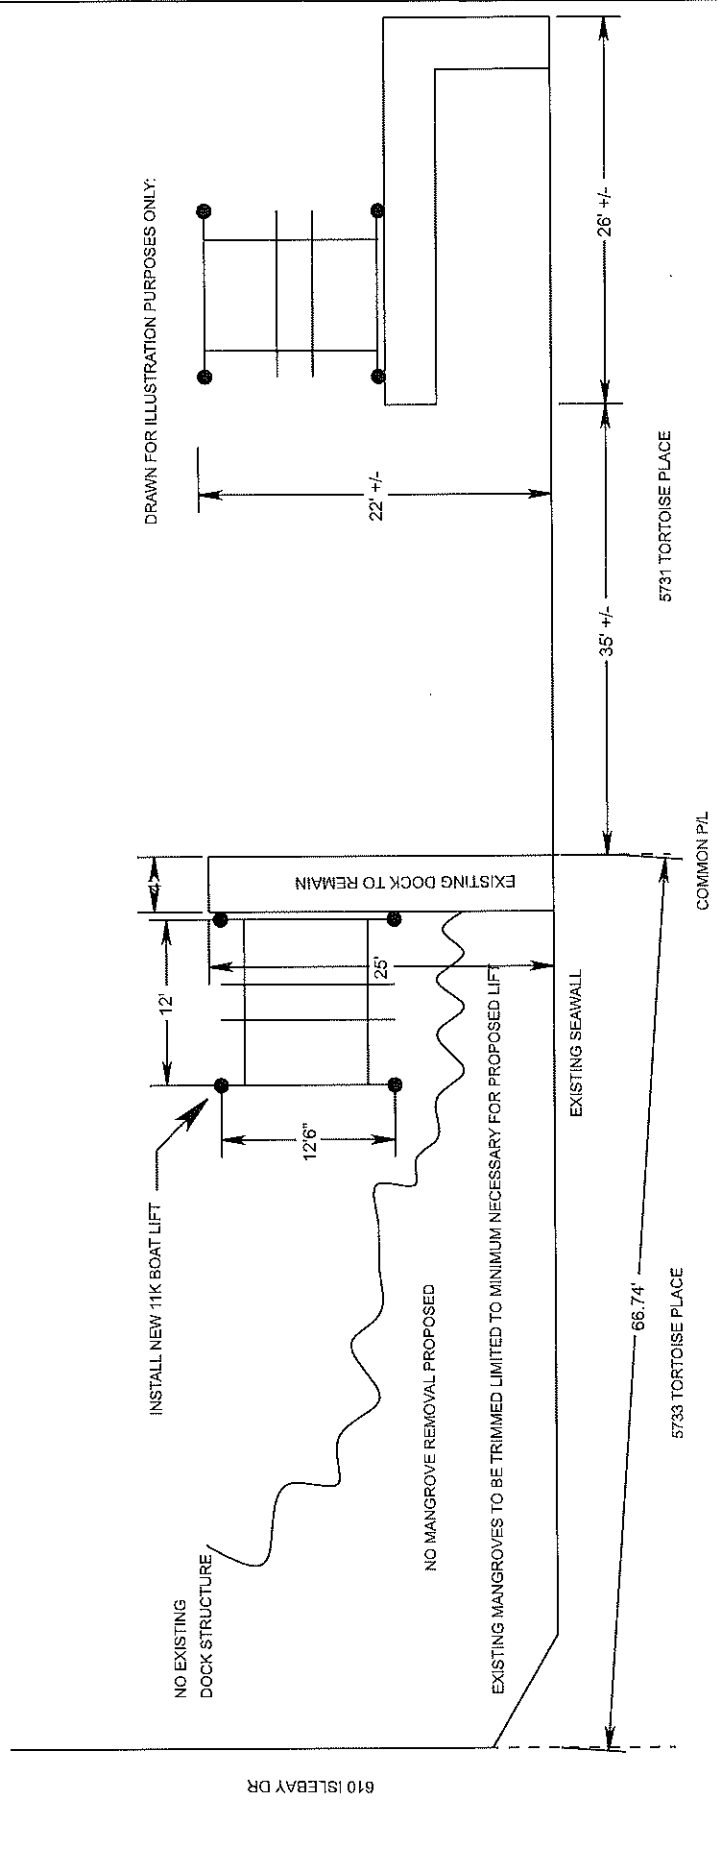 DRAWN FOR ILLUSTRATION PURPOSES ONLY:
22' +/-
26' +/-
35' +/-
5731 TORTOISE PLACE
COMMON P/L
4'
EXISTING DOCK TO REMAIN
12'
25'
12'6"
INSTALL NEW 11K BOAT LIFT
NO EXISTING
DOCK STRUCTURE
NO MANGROVE REMOVAL PROPOSED
EXISTING MANGROVES TO BE TRIMMED LIMITED TO MINIMUM NECESSARY FOR PROPOSED LIFT
EXISTING SEAWALL
66.74'
5733 TORTOISE PLACE
610 ISLEBAY DR